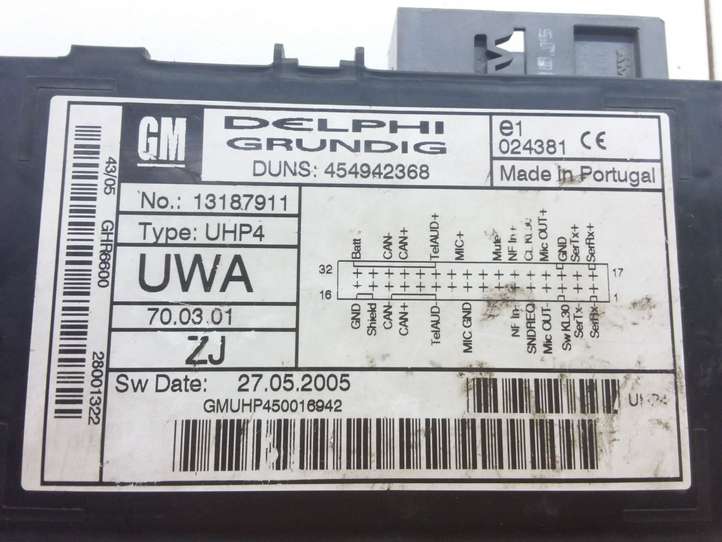 GM
DELPHI
GRUNDIG
DUNS: 454942368
e1
024381 CE
Made In Portugal
43/05 GHR6600 28001322
No.: 13187911
Type: UHP4
UWA
70.03.01
ZJ
Batt CAN- CAN+ TelAUD+ MIC+ Mute NF In+ CL KL30 Mic OUT+ GND SerTx+ SerRx+
32 17
16 1
GND Shield CAN- CAN+ TelAUD- MIC GND NF In- SNDREQ Mic OUT- Sw KL30 SerTx- SerRx-
Sw Date: 27.05.2005
GMUHP450016942